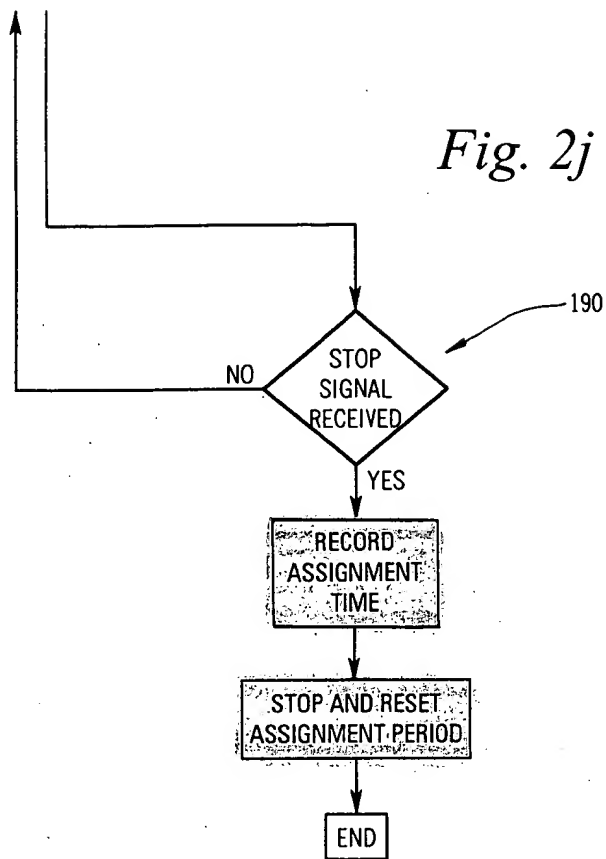 Fig. 2j
190
STOP
SIGNAL
RECEIVED
NO
YES
RECORD
ASSIGNMENT
TIME
STOP AND RESET
ASSIGNMENT PERIOD
END